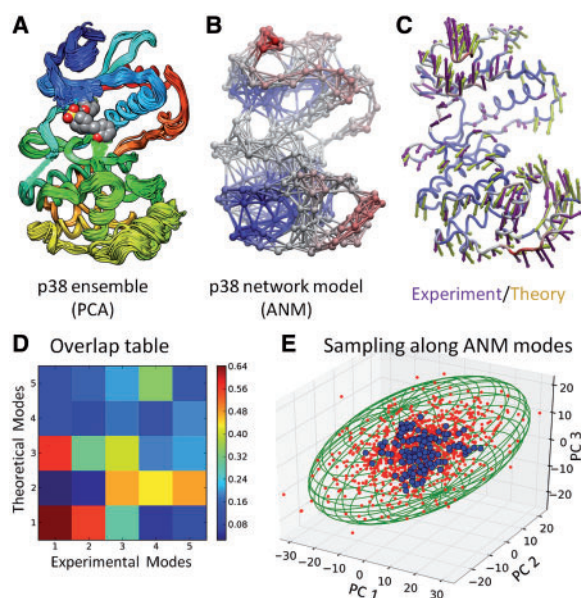 A
B
C
p38 ensemble
(PCA)
p38 network model
(ANM)
Experiment/Theory
D
Overlap table
Theoretical Modes
5
4
3
2
1
1
2
3
4
5
Experimental Modes
0.64
0.56
0.48
0.40
0.32
0.24
0.16
0.08
E
Sampling along ANM modes
PC 3
20
10
0
−10
−20
PC 2
20
10
0
−10
−20
PC 1
−30
−20
−10
0
10
20
30